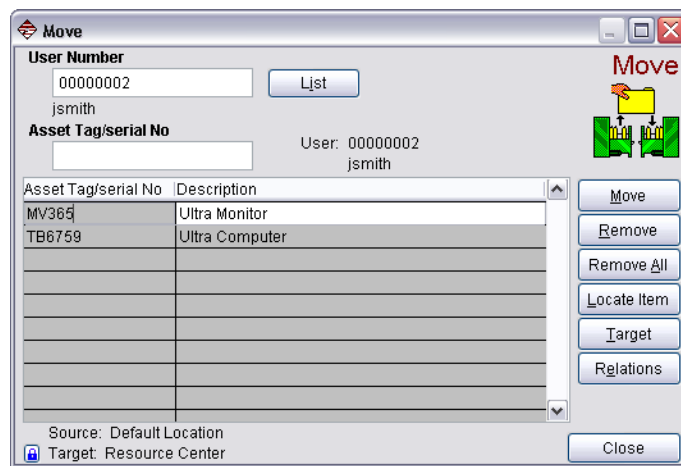 Move
User Number
00000002
List
jsmith
Move
Asset Tag/serial No
User: 00000002
jsmith
Asset Tag/serial No Description
MV365 Ultra Monitor
TB6759 Ultra Computer
Move
Remove
Remove All
Locate Item
Target
Relations
Source: Default Location
Target: Resource Center
Close